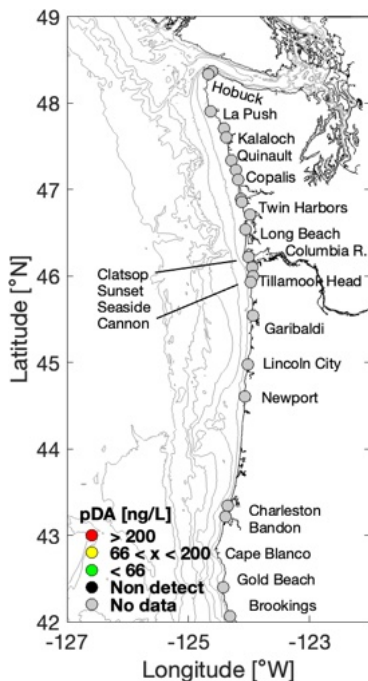 49
48
47
46
45
44
43
42
Latitude [°N]
Hobuck
La Push
Kalaloch
Quinault
Copalis
Twin Harbors
Long Beach
Columbia R.
Clatsop
Sunset
Seaside
Cannon
Tillamook Head
Garibaldi
Lincoln City
Newport
Charleston
Bandon
Cape Blanco
Gold Beach
Brookings
pDA [ng/L]
> 200
66 < x < 200
< 66
Non detect
No data
-127 -125 -124 -123
Longitude [°W]